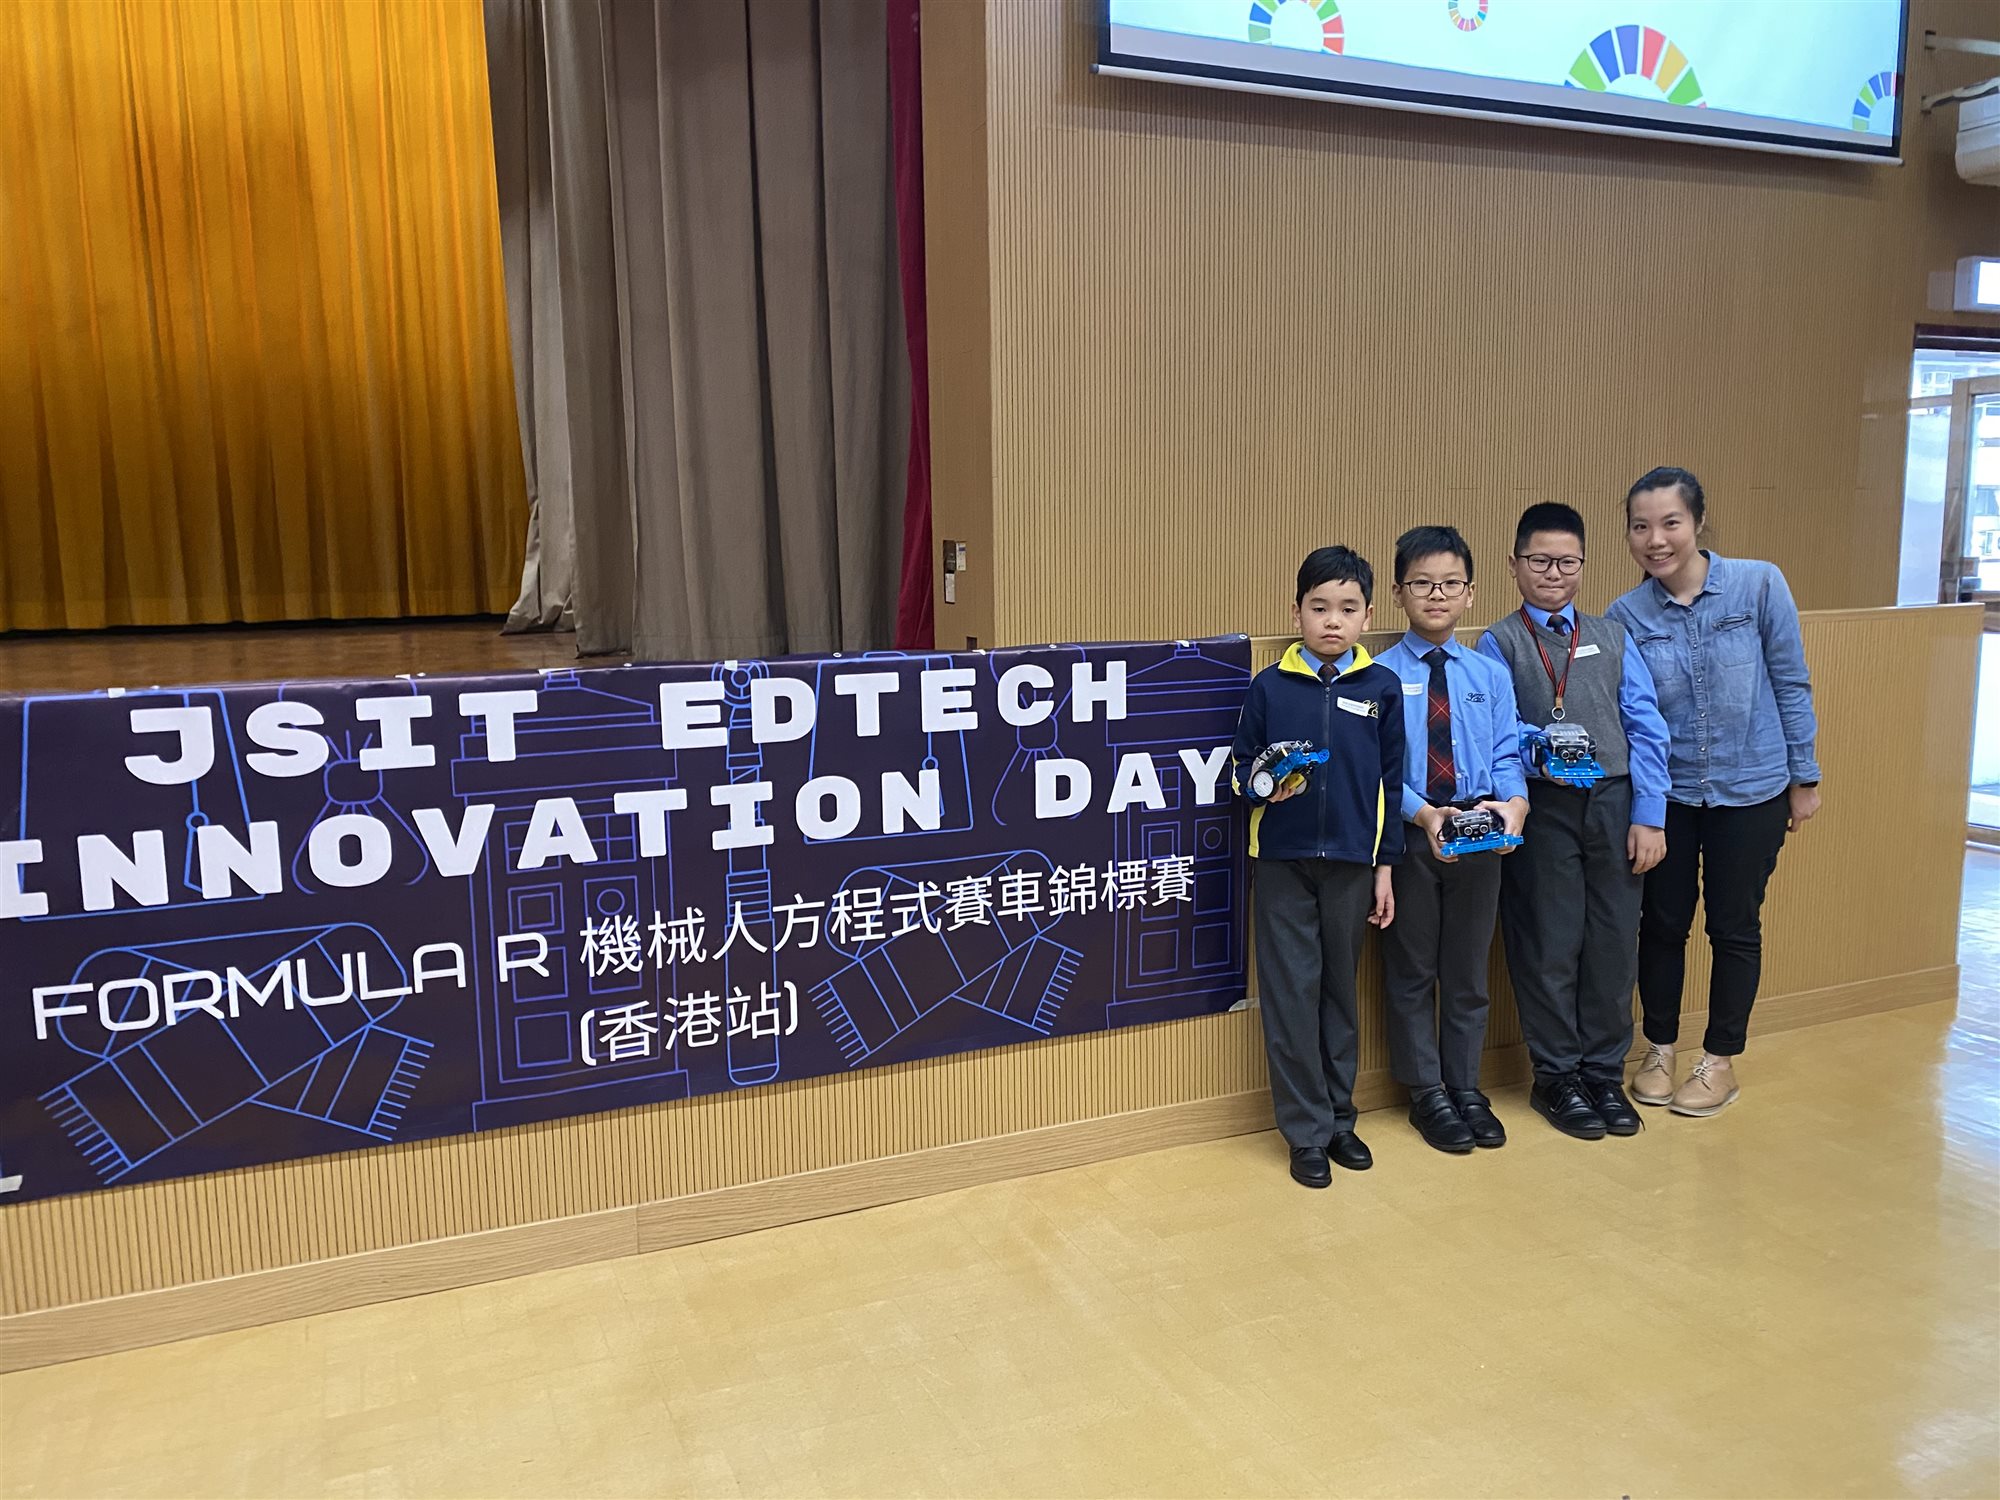 JSIT EDTECH
INNOVATION DAY
FORMULA R 機械人方程式賽車錦標賽
(香港站)